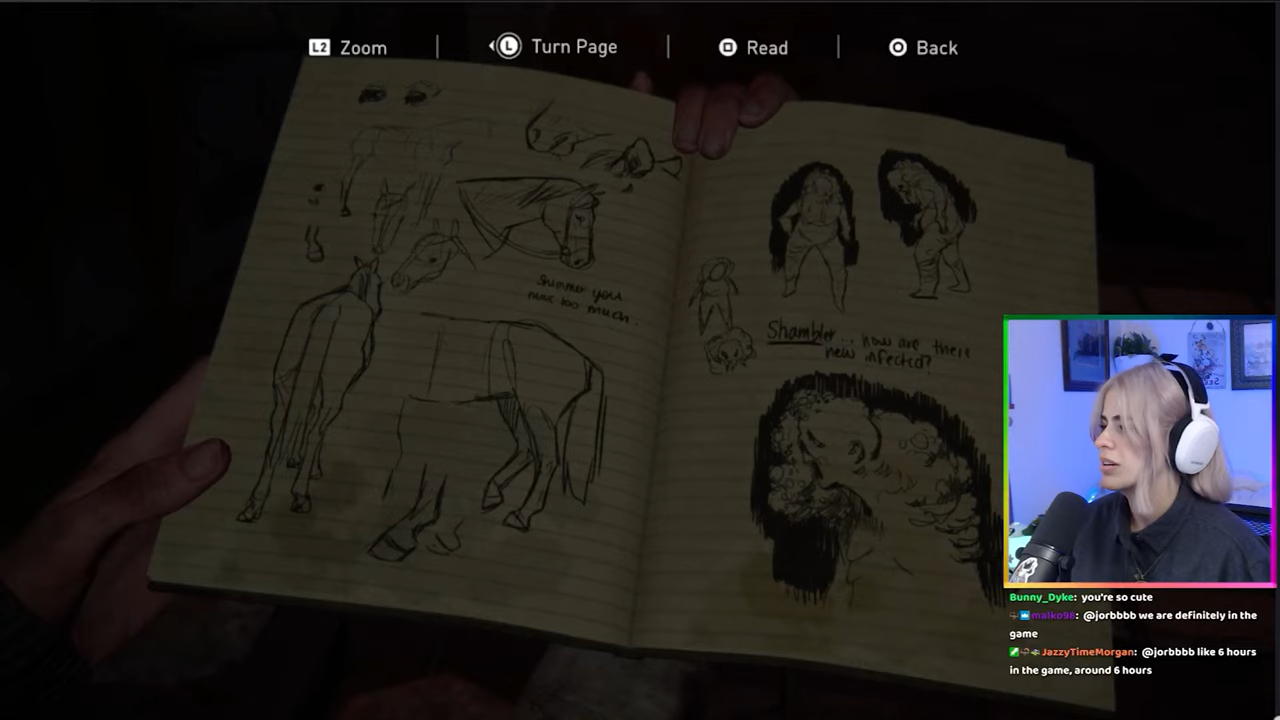 L2 Zoom | L Turn Page | Read | Back
Summer you
move too much.
Shambler... how are there
new infected?
Bunny_Dyke: you're so cute
malko98: @jorbbbb we are definitely in the
game
JazzyTimeMorgan: @jorbbbb like 6 hours
in the game, around 6 hours